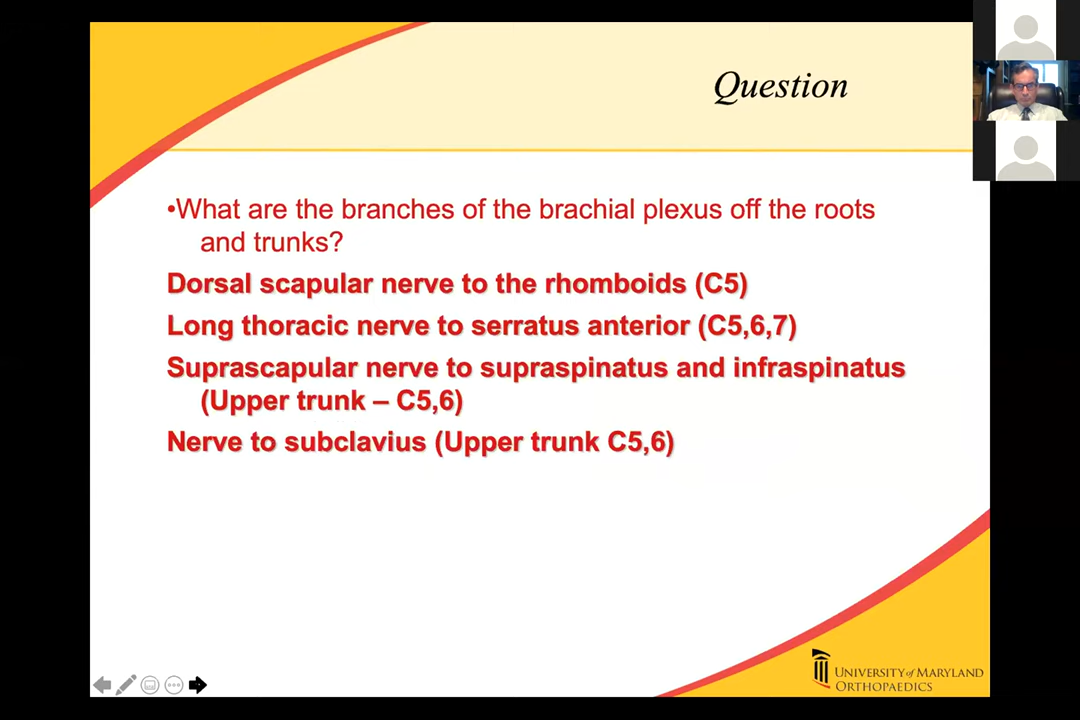 Question
•What are the branches of the brachial plexus off the roots
and trunks?
Dorsal scapular nerve to the rhomboids (C5)
Long thoracic nerve to serratus anterior (C5,6,7)
Suprascapular nerve to supraspinatus and infraspinatus
(Upper trunk – C5,6)
Nerve to subclavius (Upper trunk C5,6)
UNIVERSITY of MARYLAND
ORTHOPAEDICS